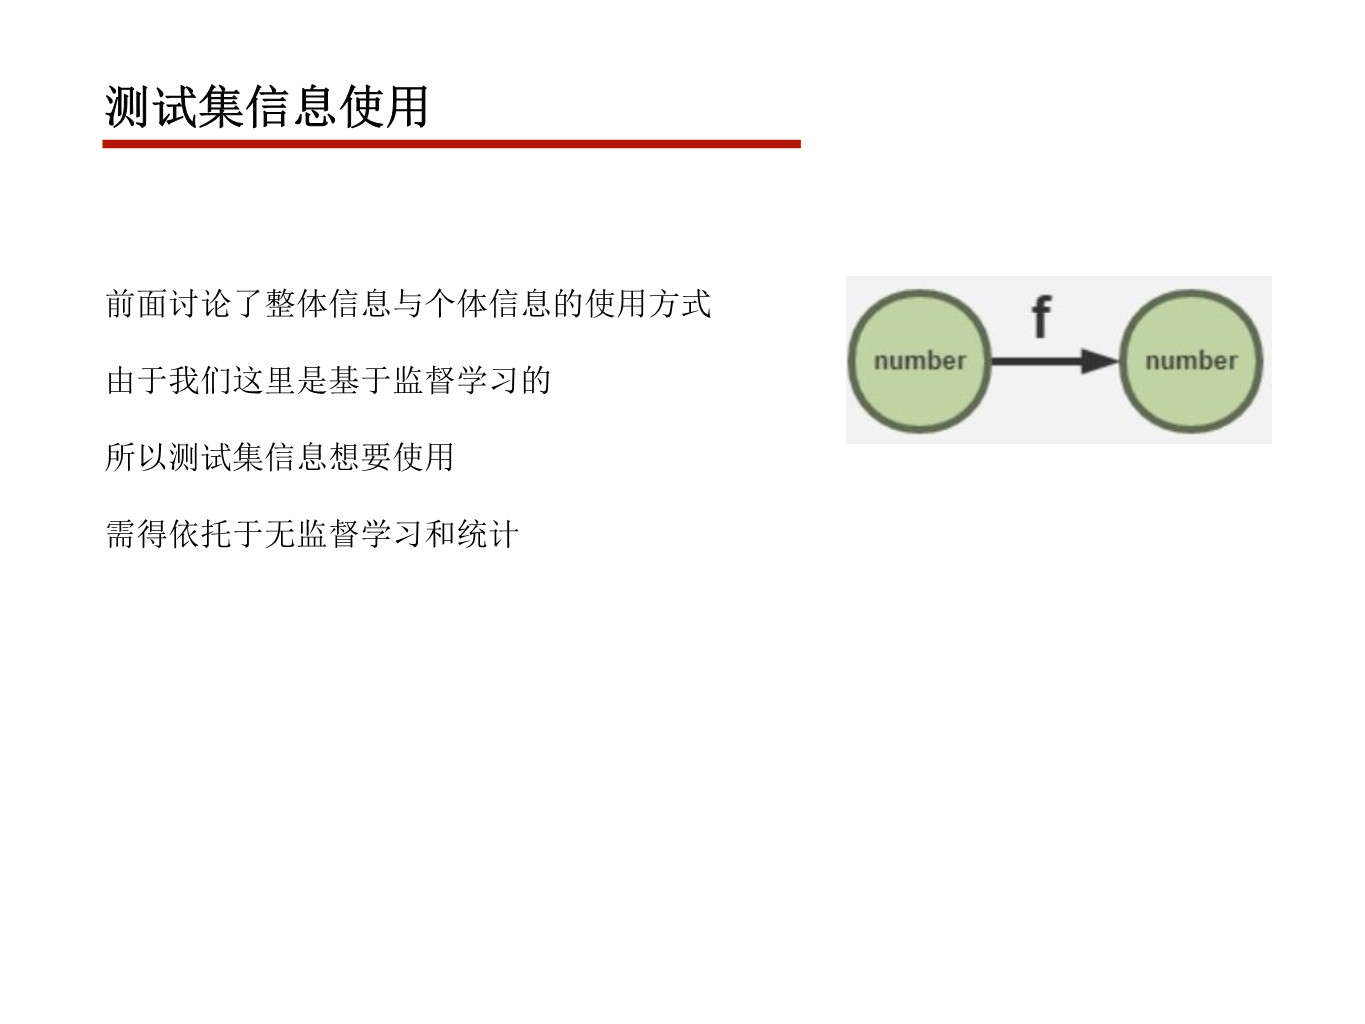 测试集信息使用
前面讨论了整体信息与个体信息的使用方式
由于我们这里是基于监督学习的
所以测试集信息想要使用
需得依托于无监督学习和统计
f
number
number